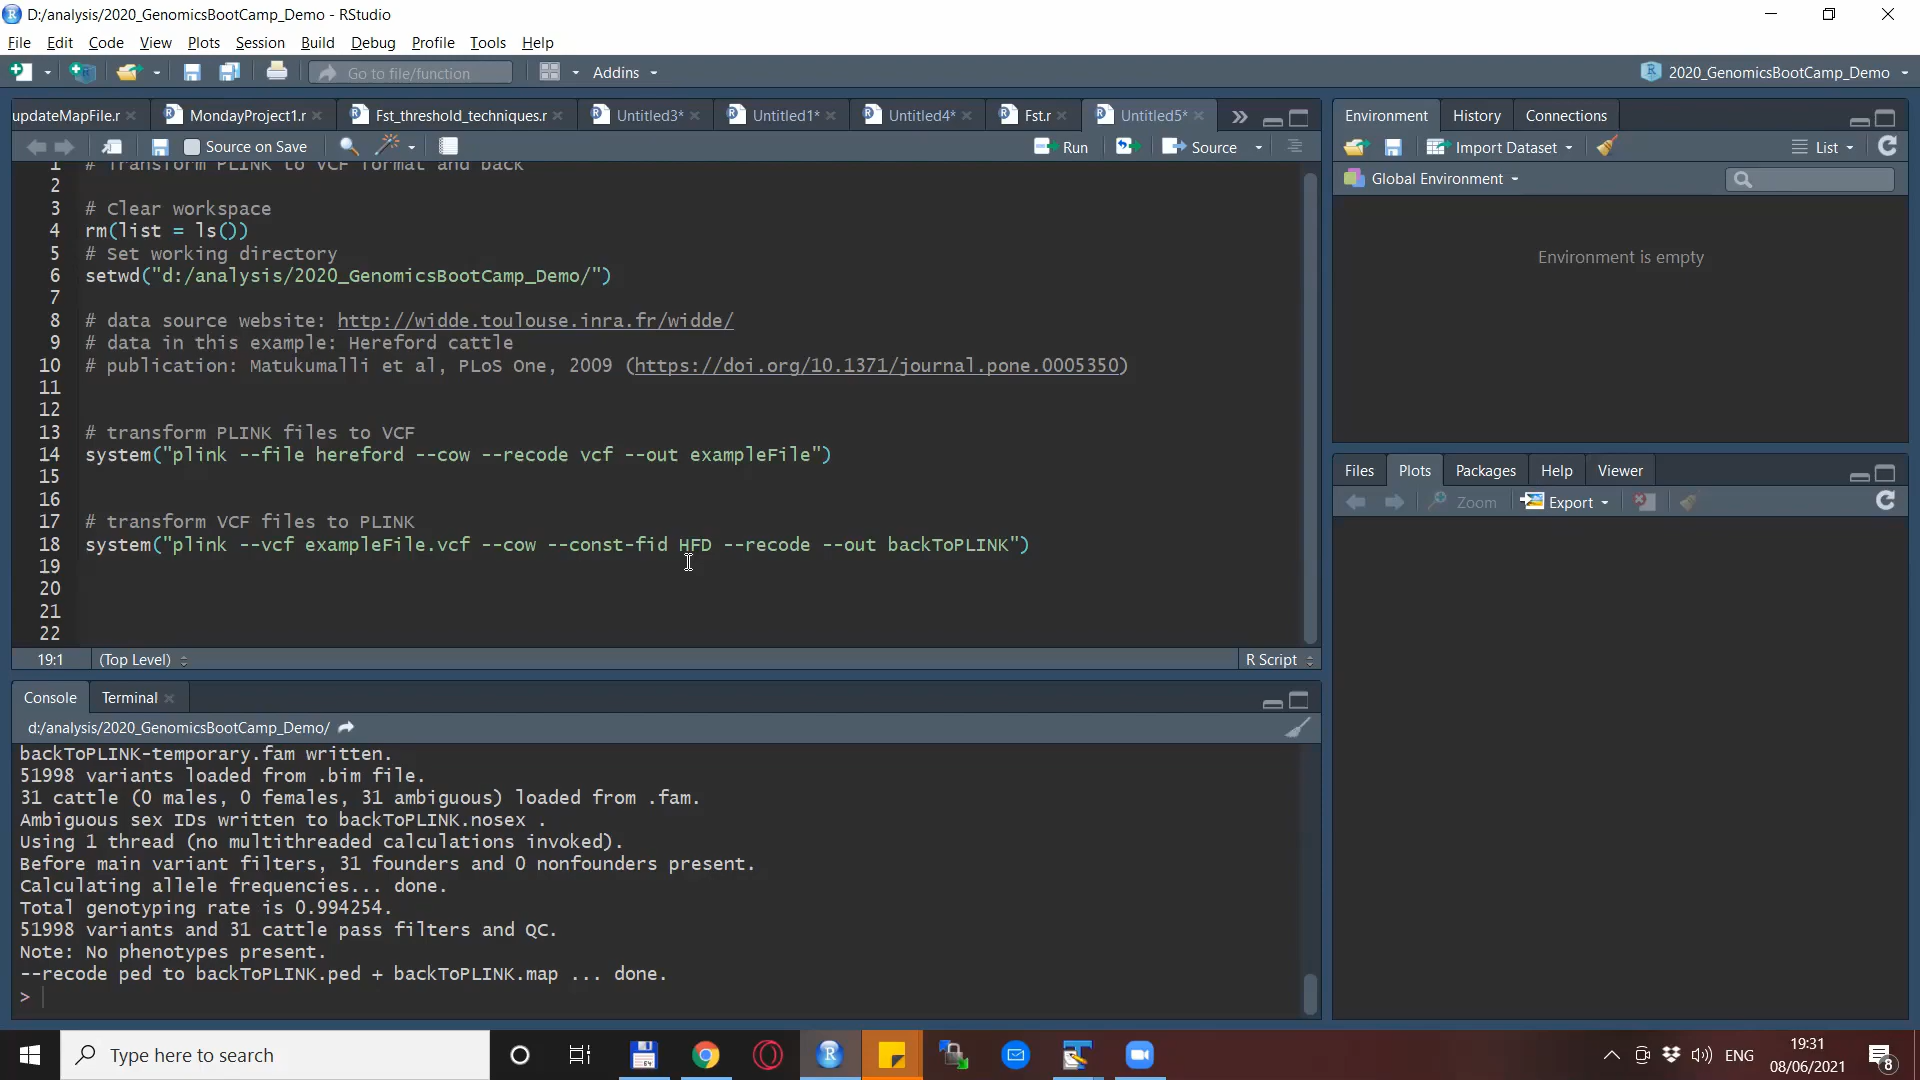 D:/analysis/2020_GenomicsBootCamp_Demo - RStudio
File Edit Code View Plots Session Build Debug Profile Tools Help
Go to file/function Addins 2020_GenomicsBootCamp_Demo
updateMapFile.r MondayProject1.r Fst_threshold_techniques.r Untitled3* Untitled1* Untitled4* Fst.r Untitled5*
Source on Save Run Source
1 # Transform PLINK to VCF format and back
2
3 # Clear workspace
4 rm(list = ls())
5 # Set working directory
6 setwd("d:/analysis/2020_GenomicsBootCamp_Demo/")
7
8 # data source website: http://widde.toulouse.inra.fr/widde/
9 # data in this example: Hereford cattle
10 # publication: Matukumalli et al, PLoS One, 2009 (https://doi.org/10.1371/journal.pone.0005350)
11
12
13 # transform PLINK files to VCF
14 system("plink --file hereford --cow --recode vcf --out exampleFile")
15
16
17 # transform VCF files to PLINK
18 system("plink --vcf exampleFile.vcf --cow --const-fid HFD --recode --out backToPLINK")
19
20
21
22
19:1 (Top Level) R Script
Console Terminal
d:/analysis/2020_GenomicsBootCamp_Demo/
backToPLINK-temporary.fam written.
51998 variants loaded from .bim file.
31 cattle (0 males, 0 females, 31 ambiguous) loaded from .fam.
Ambiguous sex IDs written to backToPLINK.nosex .
Using 1 thread (no multithreaded calculations invoked).
Before main variant filters, 31 founders and 0 nonfounders present.
Calculating allele frequencies... done.
Total genotyping rate is 0.994254.
51998 variants and 31 cattle pass filters and QC.
Note: No phenotypes present.
--recode ped to backToPLINK.ped + backToPLINK.map ... done.
>
Environment History Connections
Import Dataset List
Global Environment
Environment is empty
Files Plots Packages Help Viewer
Zoom Export
Type here to search
ENG
19:31
08/06/2021
8